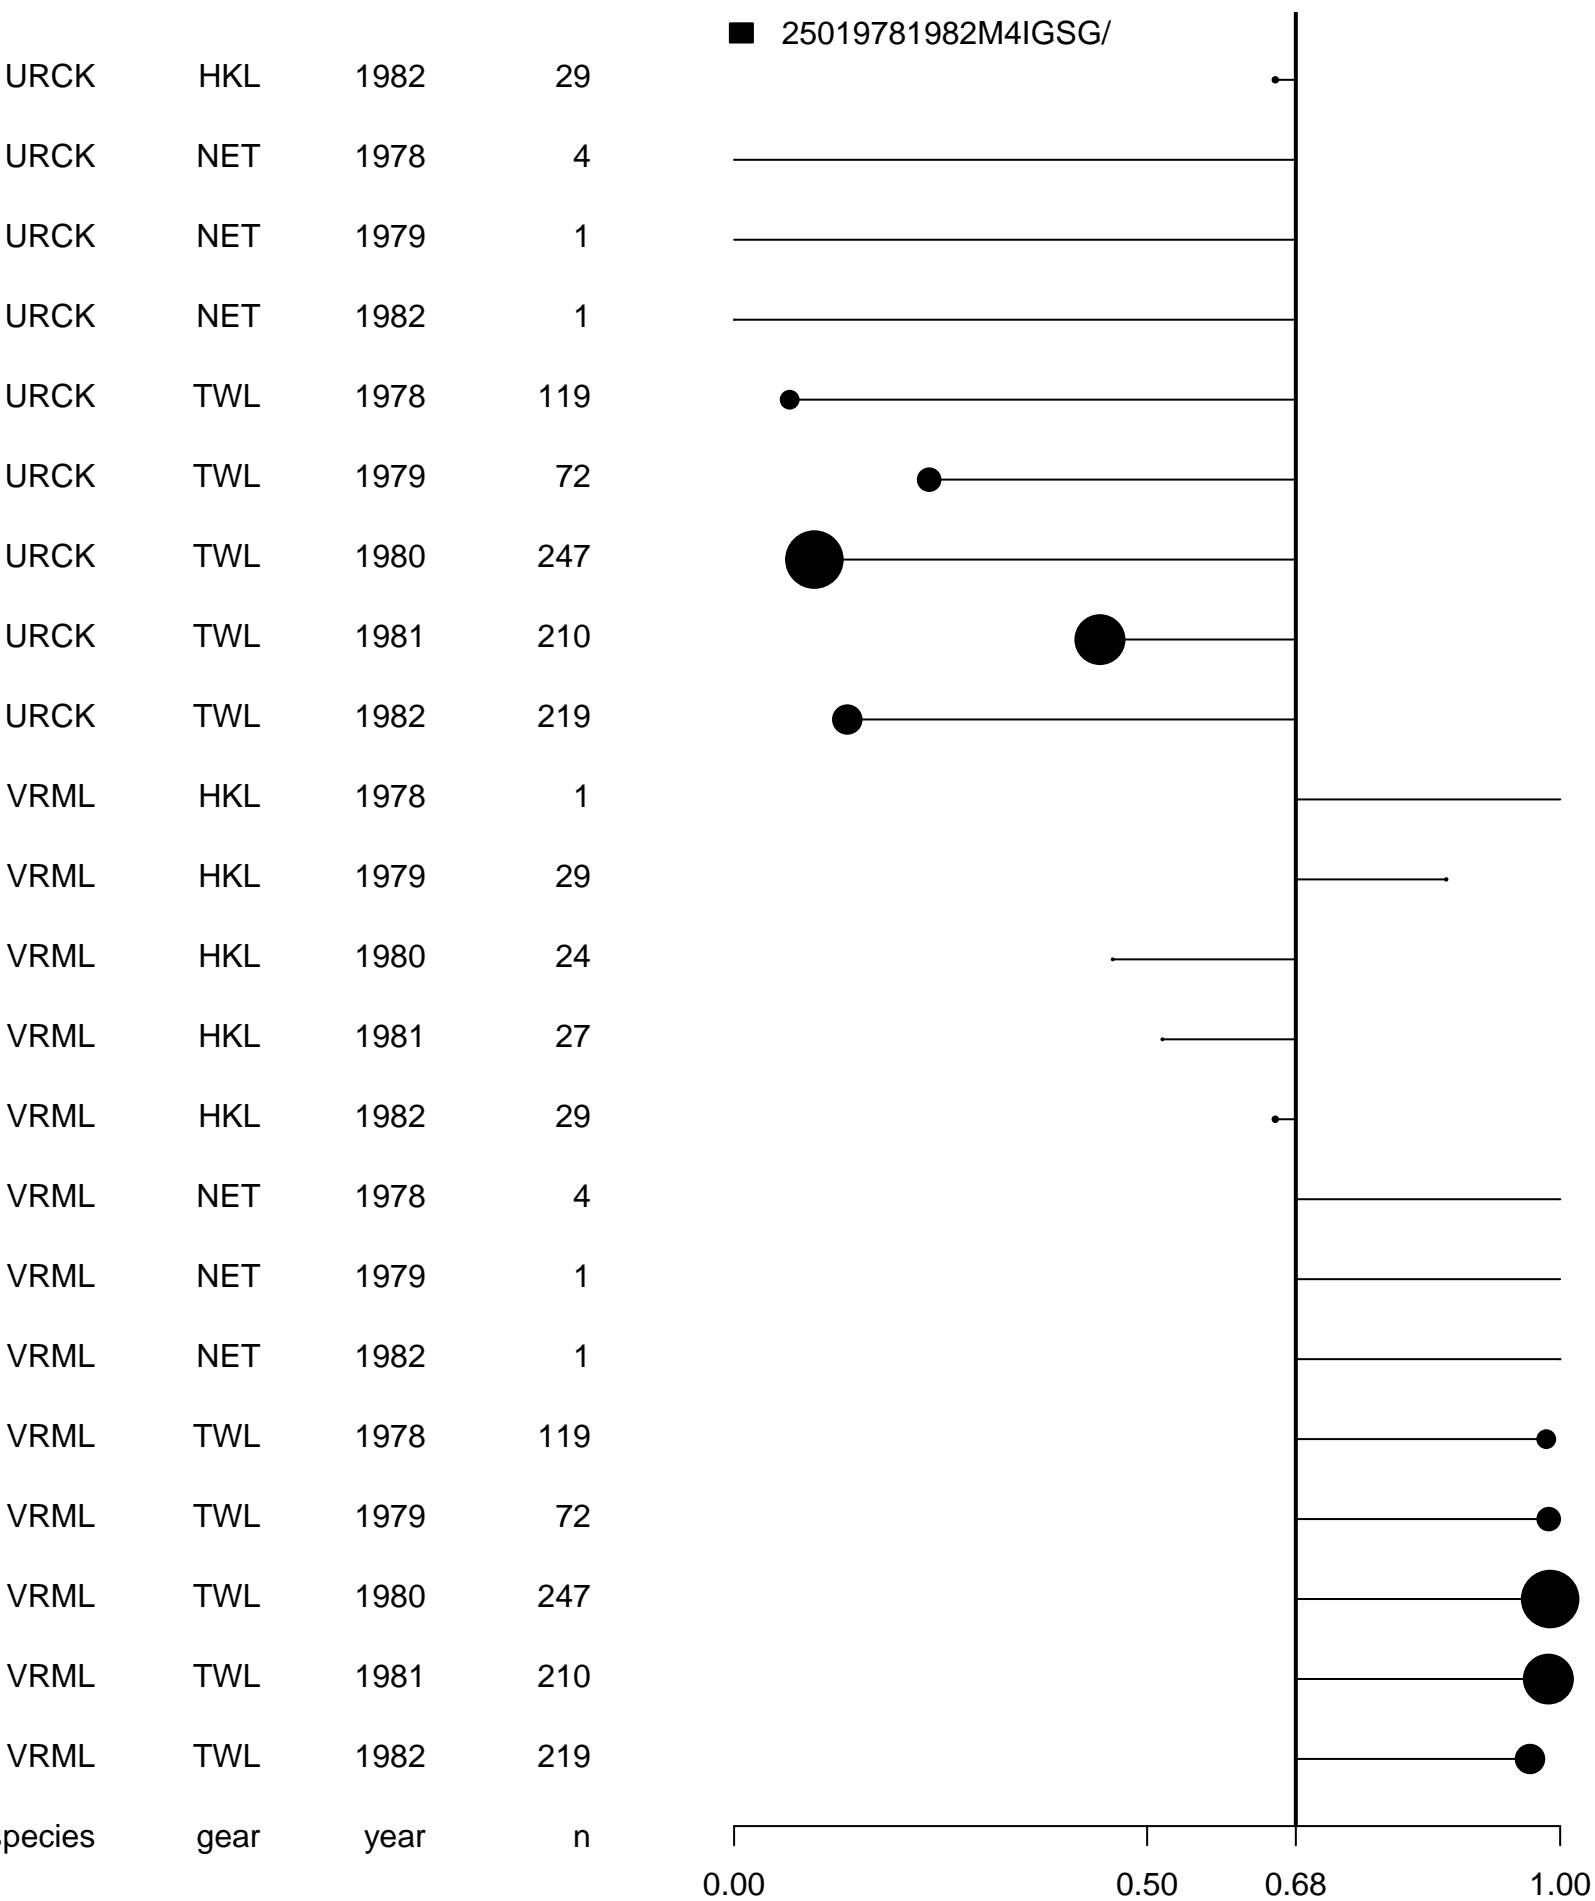 25019781982M4IGSG/
URCK HKL 1982 29
URCK NET 1978 4
URCK NET 1979 1
URCK NET 1982 1
URCK TWL 1978 119
URCK TWL 1979 72
URCK TWL 1980 247
URCK TWL 1981 210
URCK TWL 1982 219
VRML HKL 1978 1
VRML HKL 1979 29
VRML HKL 1980 24
VRML HKL 1981 27
VRML HKL 1982 29
VRML NET 1978 4
VRML NET 1979 1
VRML NET 1982 1
VRML TWL 1978 119
VRML TWL 1979 72
VRML TWL 1980 247
VRML TWL 1981 210
VRML TWL 1982 219
species gear year n
0.00 0.50 0.68 1.00